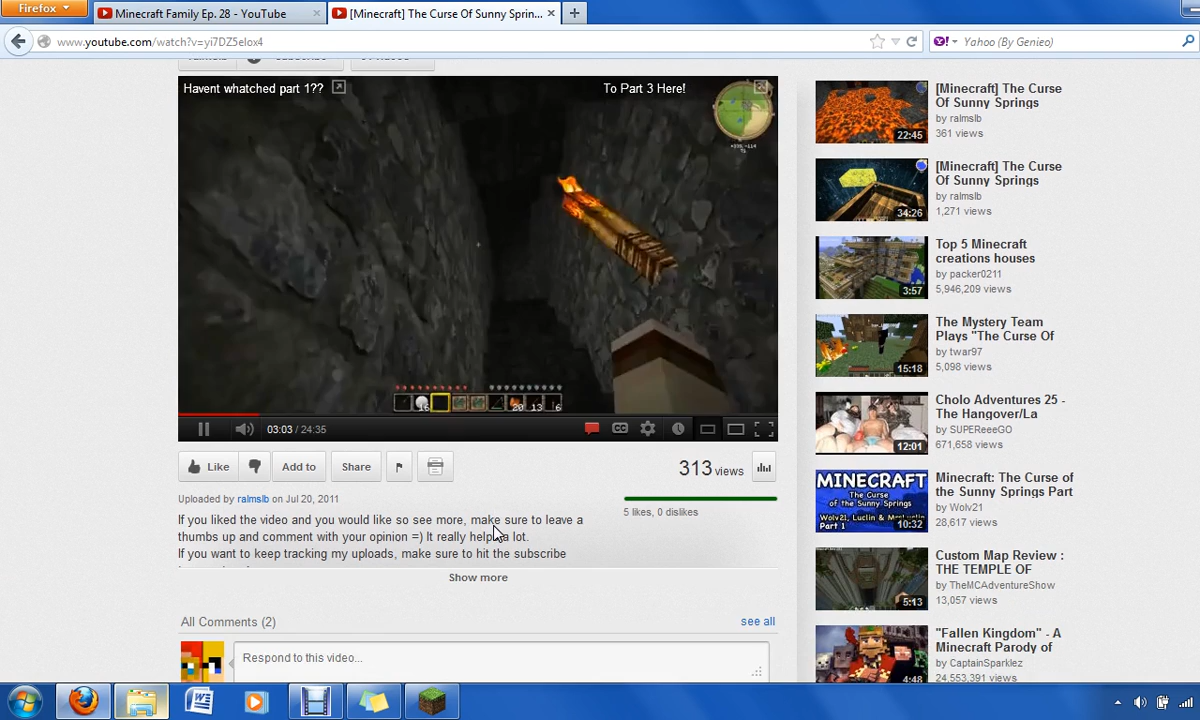 Firefox
Minecraft Family Ep. 28 - YouTube
[Minecraft] The Curse Of Sunny Sprin...
www.youtube.com/watch?v=yi7DZ5elox4
Yahoo (By Genieo)
Havent whatched part 1??
To Part 3 Here!
16
20
13
6
03:03 / 24:35
Like
Add to
Share
313 views
Uploaded by ralmslb on Jul 20, 2011
5 likes, 0 dislikes
If you liked the video and you would like so see more, make sure to leave a
thumbs up and comment with your opinion =) It really helps a lot.
If you want to keep tracking my uploads, make sure to hit the subscribe
Show more
All Comments (2)
see all
Respond to this video...
[Minecraft] The Curse
Of Sunny Springs
by ralmslb
361 views
22:45
[Minecraft] The Curse
Of Sunny Springs
by ralmslb
1,271 views
34:26
Top 5 Minecraft
creations houses
by packer0211
5,946,209 views
3:57
The Mystery Team
Plays "The Curse Of
by twar97
5,098 views
15:18
Cholo Adventures 25 -
The Hangover/La
by SUPEReeeGO
671,658 views
12:01
MINECRAFT
The Curse
of the Sunny Springs
Part 1
Minecraft: The Curse of
the Sunny Springs Part
by Wolv21
28,617 views
10:32
Custom Map Review :
THE TEMPLE OF
by TheMCAdventureShow
13,057 views
5:13
"Fallen Kingdom" - A
Minecraft Parody of
by CaptainSparklez
24,553,391 views
4:48